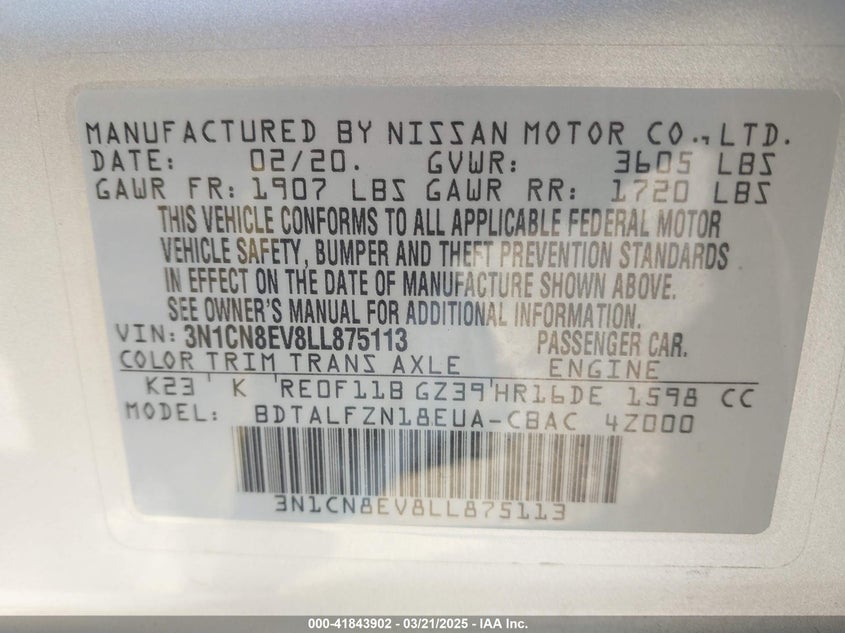 MANUFACTURED BY NISSAN MOTOR CO., LTD.
DATE: 02/20. GVWR: 3605 LBS
GAWR FR: 1907 LBS GAWR RR: 1720 LBS
THIS VEHICLE CONFORMS TO ALL APPLICABLE FEDERAL MOTOR
VEHICLE SAFETY, BUMPER AND THEFT PREVENTION STANDARDS
IN EFFECT ON THE DATE OF MANUFACTURE SHOWN ABOVE.
SEE OWNER'S MANUAL FOR ADDITIONAL INFORMATION.
VIN: 3N1CN8EV8LL875113 PASSENGER CAR.
COLOR TRIM TRANS AXLE ENGINE
K23 K RE0F11B GZ39 HR16DE 1598 CC
MODEL: BDTALFZN18EUA-CBAC 4Z000
3N1CN8EV8LL875113
000-41843902 - 03/21/2025 - IAA Inc.